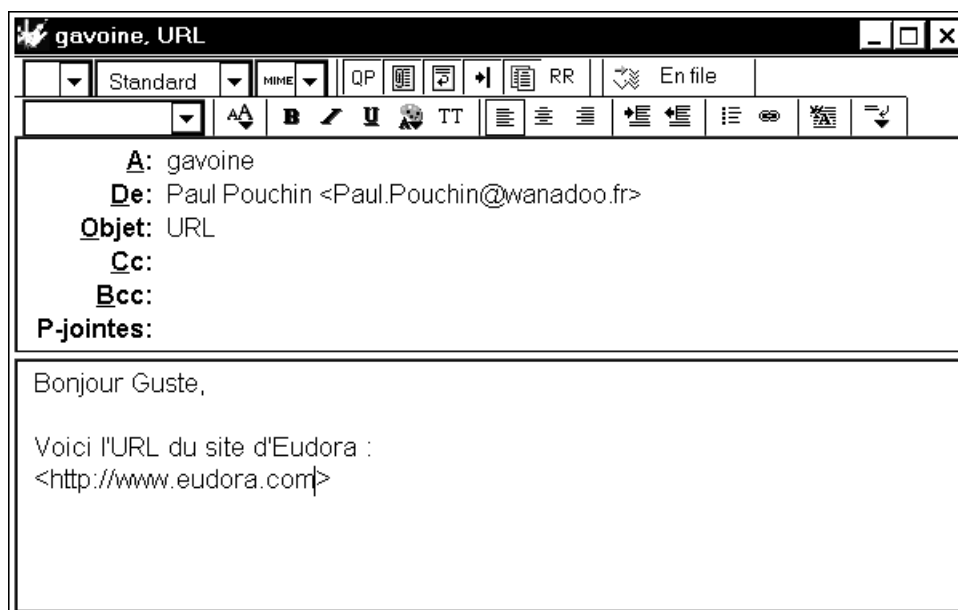 gavoine, URL
Standard MIME QP RR En file
B I U TT
A: gavoine
De: Paul Pouchin <Paul.Pouchin@wanadoo.fr>
Objet: URL
Cc:
Bcc:
P-jointes:
Bonjour Guste,
Voici l'URL du site d'Eudora :
<http://www.eudora.com>